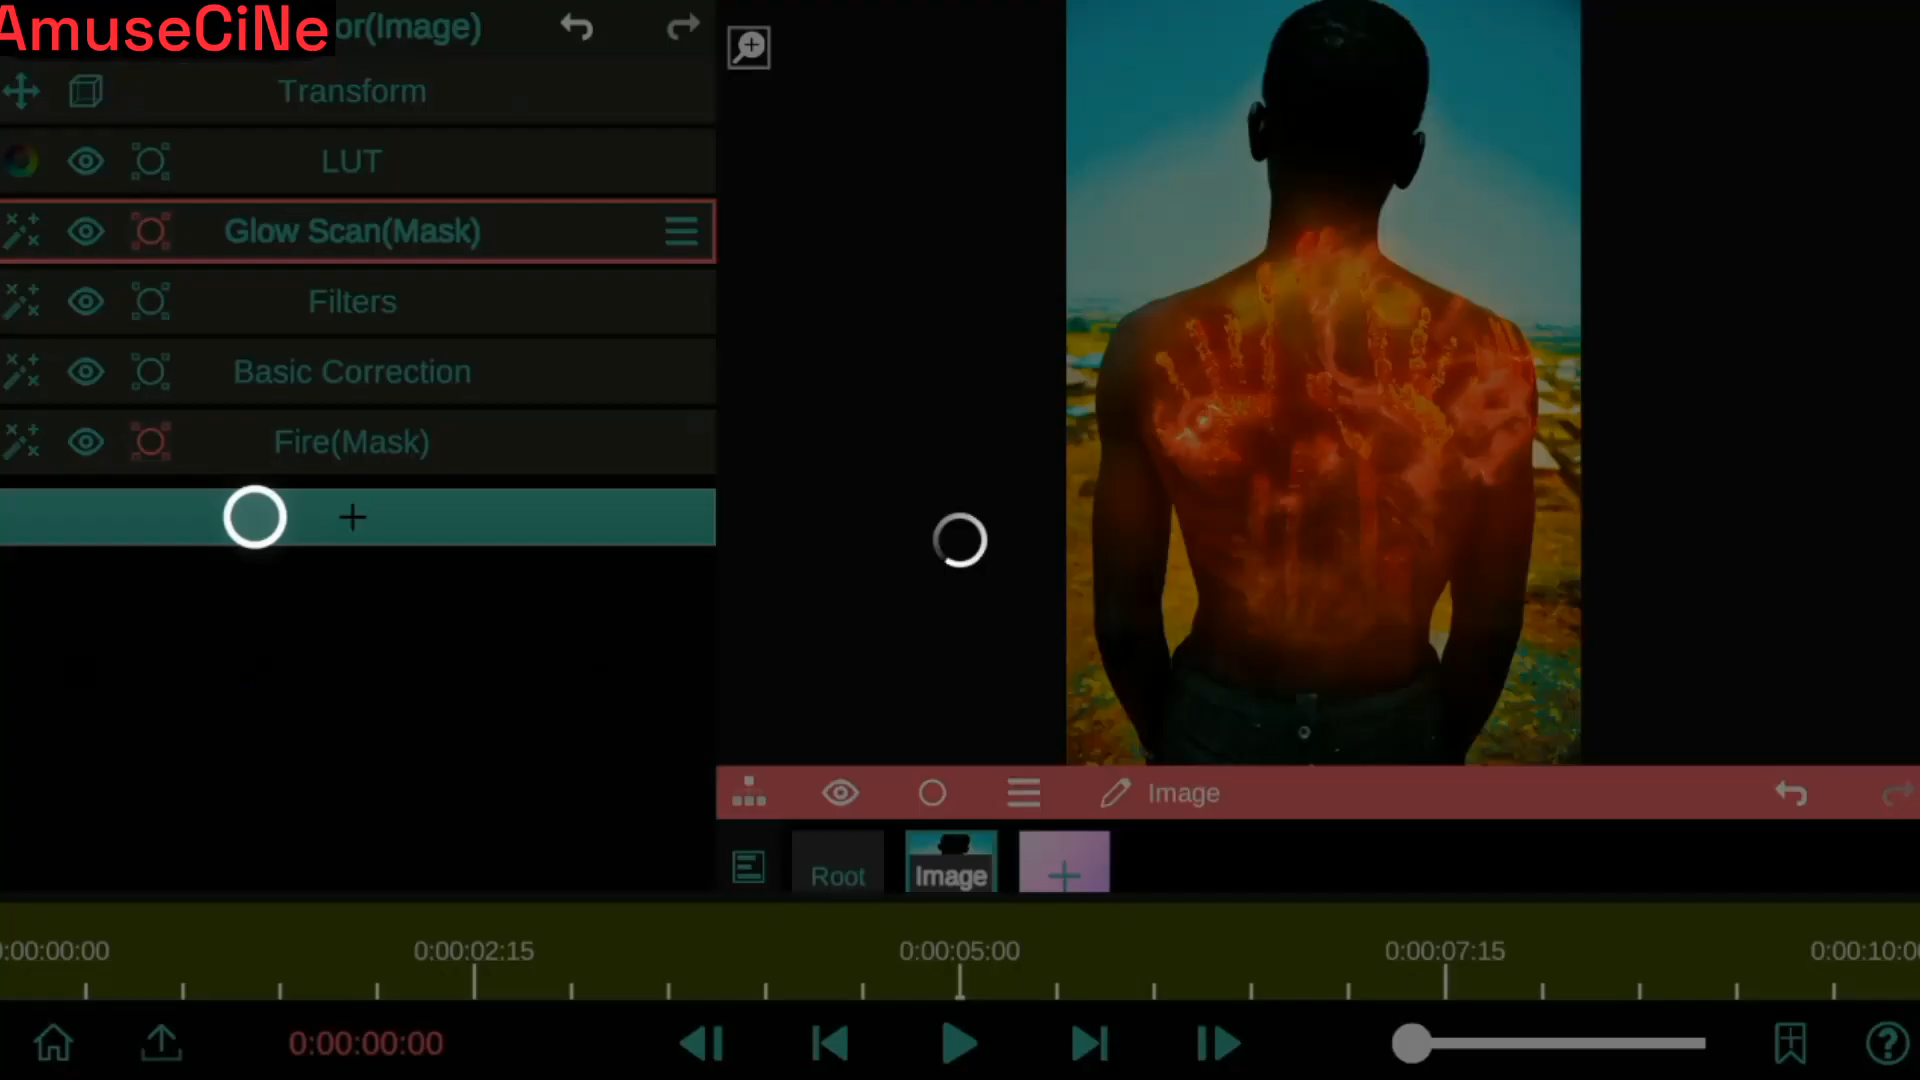 AmuseCiNe
or(Image)
Transform
LUT
Glow Scan(Mask)
Filters
Basic Correction
Fire(Mask)
Image
Root
Image
0:00:00:00
0:00:02:15
0:00:05:00
0:00:07:15
0:00:10:00
0:00:00:00